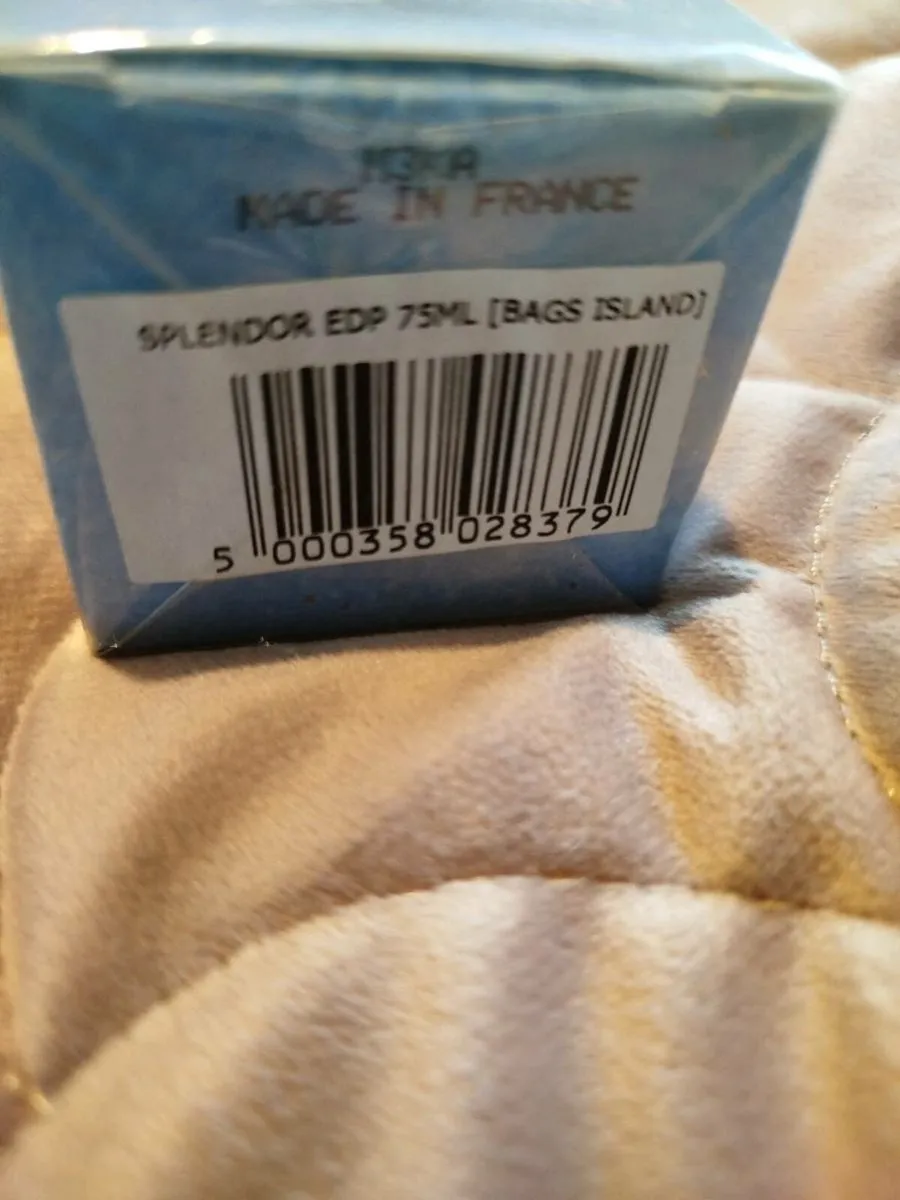 MADE IN FRANCE
SPLENDOR EDP 75ML [BAGS ISLAND]
5 000358 028379